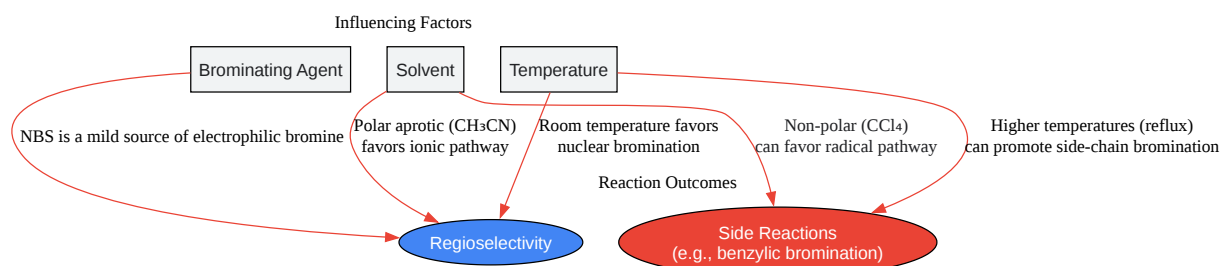 Influencing Factors
Brominating Agent
Solvent
Temperature
NBS is a mild source of electrophilic bromine
Polar aprotic (CH₃CN)
favors ionic pathway
Room temperature favors
nuclear bromination
Non-polar (CCl₄)
can favor radical pathway
Higher temperatures (reflux)
can promote side-chain bromination
Reaction Outcomes
Regioselectivity
Side Reactions
(e.g., benzylic bromination)